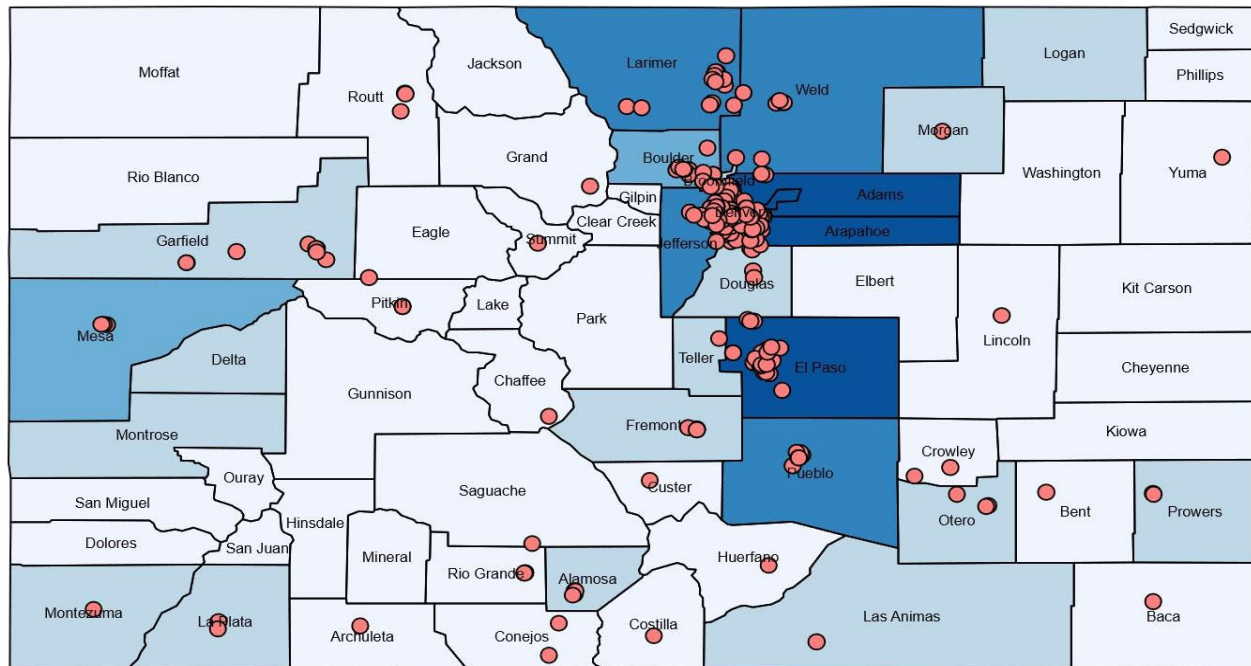 Sedgwick
Logan
Jackson
Larimer
Moffat
Phillips
Weld
Routt
Morgan
Grand
Boulder
Yuma
Washington
Rio Blanco
Broomfield
Gilpin
Adams
Denver
Clear Creek
Eagle
Arapahoe
Garfield
Summit
Jefferson
Elbert
Douglas
Kit Carson
Pitkin
Lake
Park
Mesa
Lincoln
Delta
Teller
El Paso
Cheyenne
Chaffee
Gunnison
Fremont
Montrose
Kiowa
Crowley
Pueblo
Ouray
Saguache
Custer
San Miguel
Bent
Prowers
Otero
Hinsdale
Dolores
San Juan
Mineral
Huerfano
Rio Grande
Alamosa
Montezuma
La Plata
Las Animas
Baca
Archuleta
Conejos
Costilla